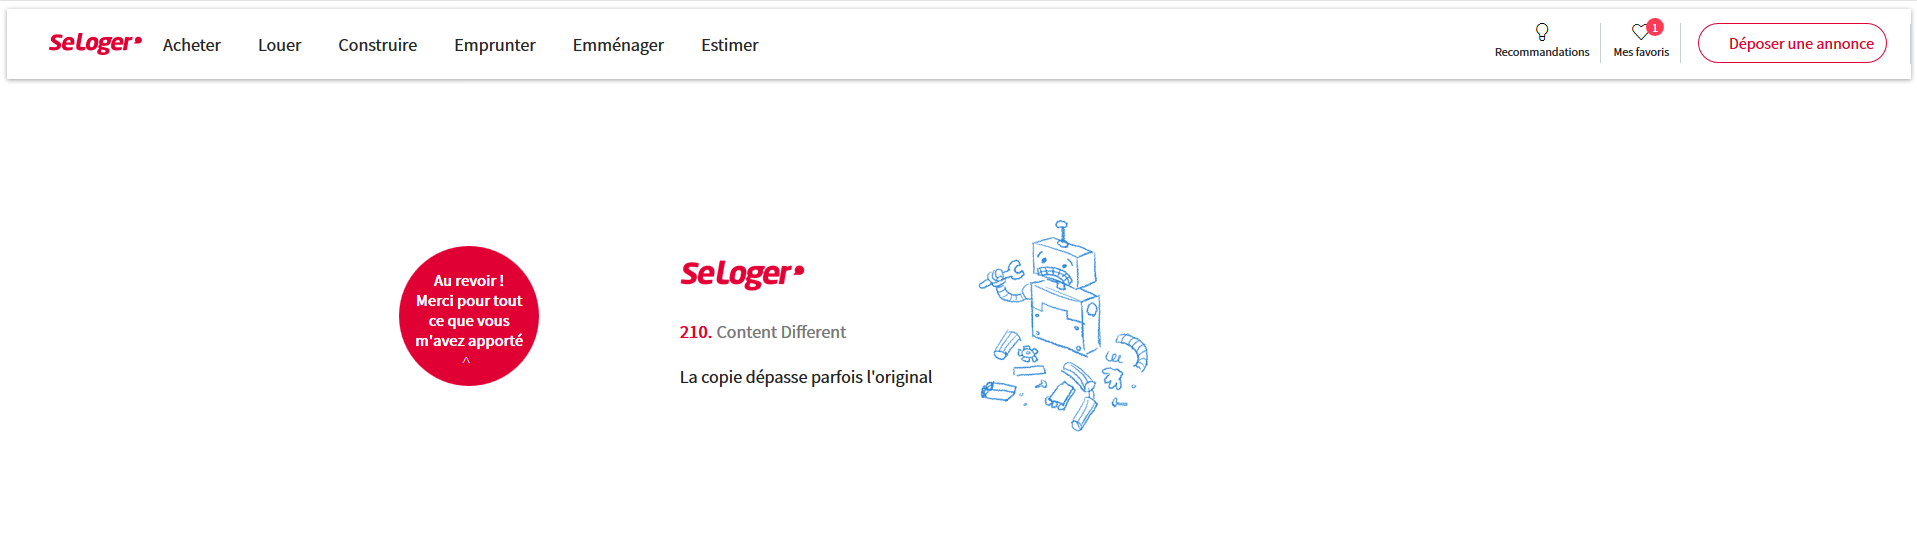 SeLoger
Acheter
Louer
Construire
Emprunter
Emménager
Estimer
Recommandations
1
Mes favoris
Déposer une annonce
Au revoir !
Merci pour tout
ce que vous
m'avez apporté
^
SeLoger
210. Content Different
La copie dépasse parfois l'original